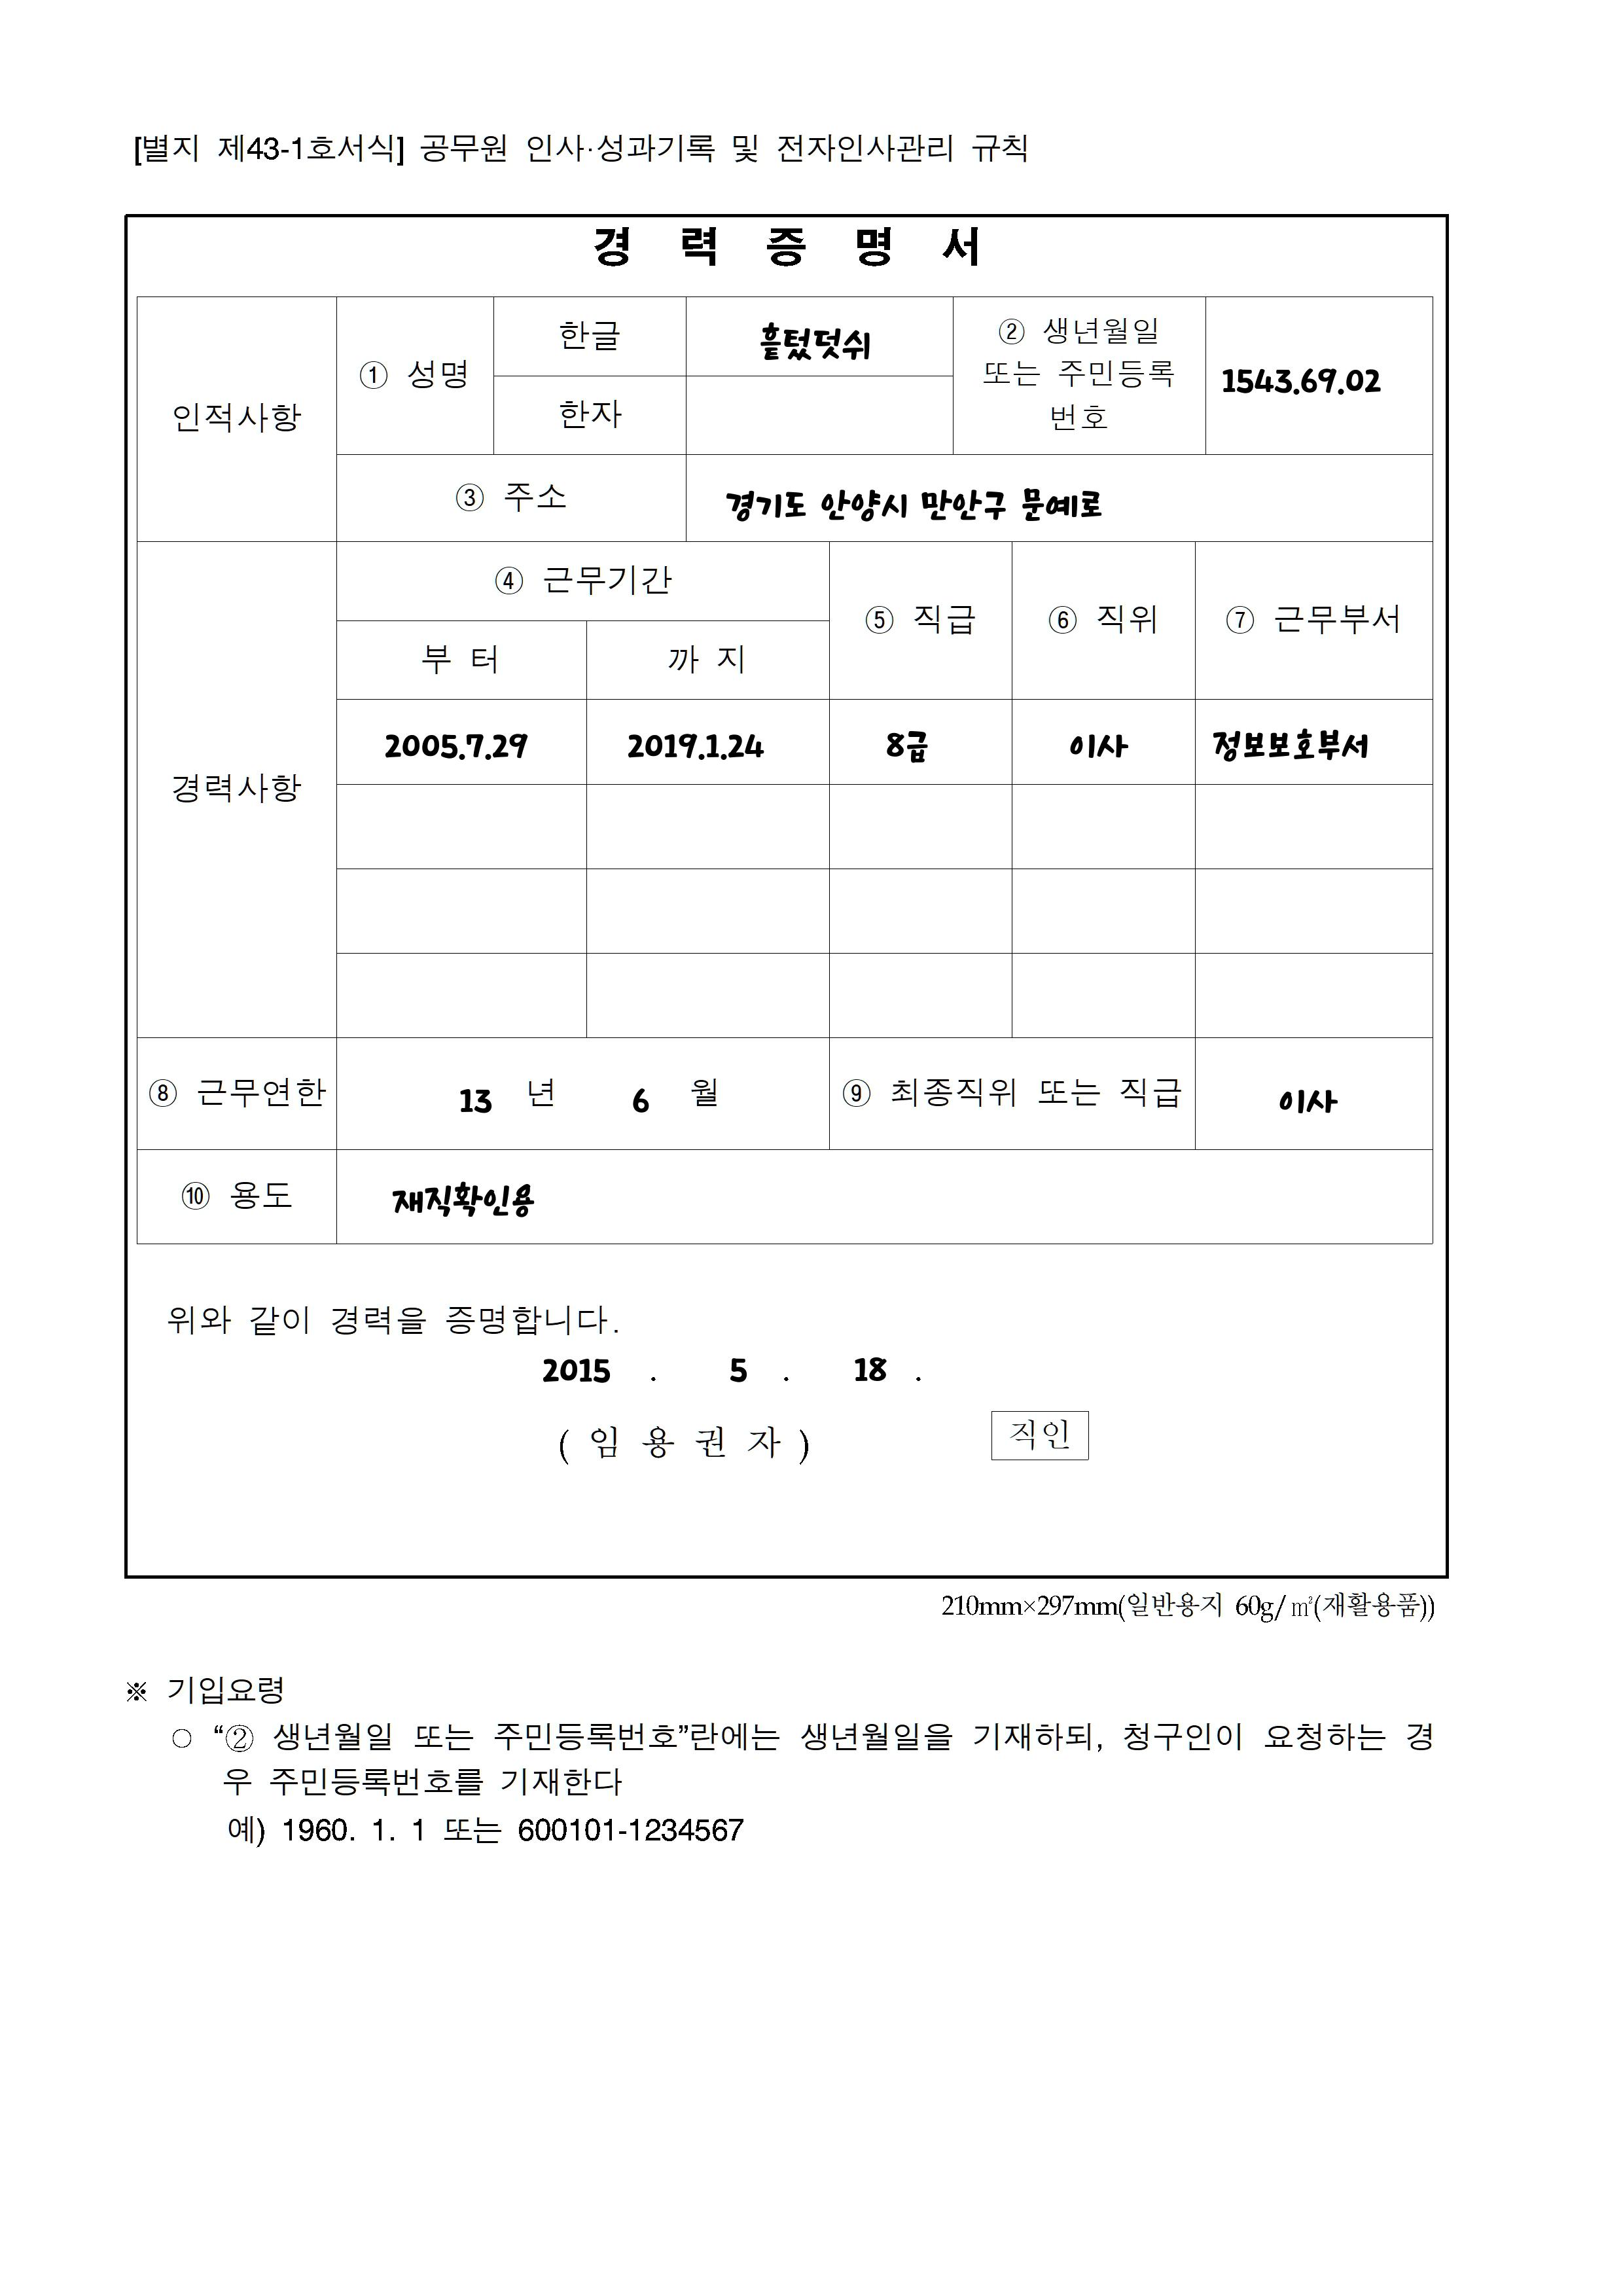 [별지 제43-1호서식] 공무원 인사·성과기록 및 전자인사관리 규칙
경 력 증 명 서
인적사항
① 성명
한글
흩텄덧쉬
② 생년월일
또는 주민등록
번호
1543.69.02
한자
③ 주소
경기도 안양시 만안구 문예로
경력사항
④ 근무기간
⑤ 직급
⑥ 직위
⑦ 근무부서
부 터
까 지
2005.7.29
2019.1.24
8급
이사
정보보호부서
⑧ 근무연한
13 년 6 월
⑨ 최종직위 또는 직급
이사
⑩ 용도
재직확인용
위와 같이 경력을 증명합니다.
2015 . 5 . 18 .
( 임 용 권 자 )
직인
210mm×297mm(일반용지 60g/㎡(재활용품))
※ 기입요령
○ “② 생년월일 또는 주민등록번호”란에는 생년월일을 기재하되, 청구인이 요청하는 경
우 주민등록번호를 기재한다
예) 1960. 1. 1 또는 600101-1234567